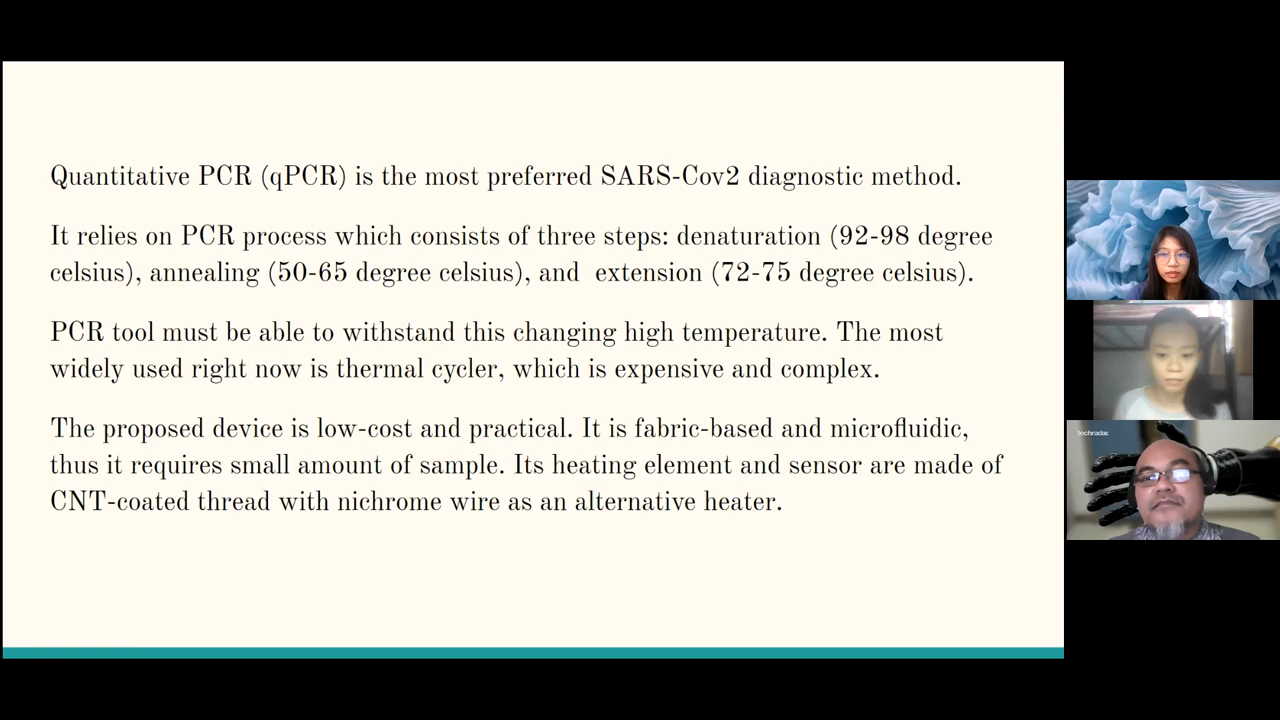 Quantitative PCR (qPCR) is the most preferred SARS-Cov2 diagnostic method.
It relies on PCR process which consists of three steps: denaturation (92-98 degree
celsius), annealing (50-65 degree celsius), and extension (72-75 degree celsius).
PCR tool must be able to withstand this changing high temperature. The most
widely used right now is thermal cycler, which is expensive and complex.
The proposed device is low-cost and practical. It is fabric-based and microfluidic,
thus it requires small amount of sample. Its heating element and sensor are made of
CNT-coated thread with nichrome wire as an alternative heater.
techradar